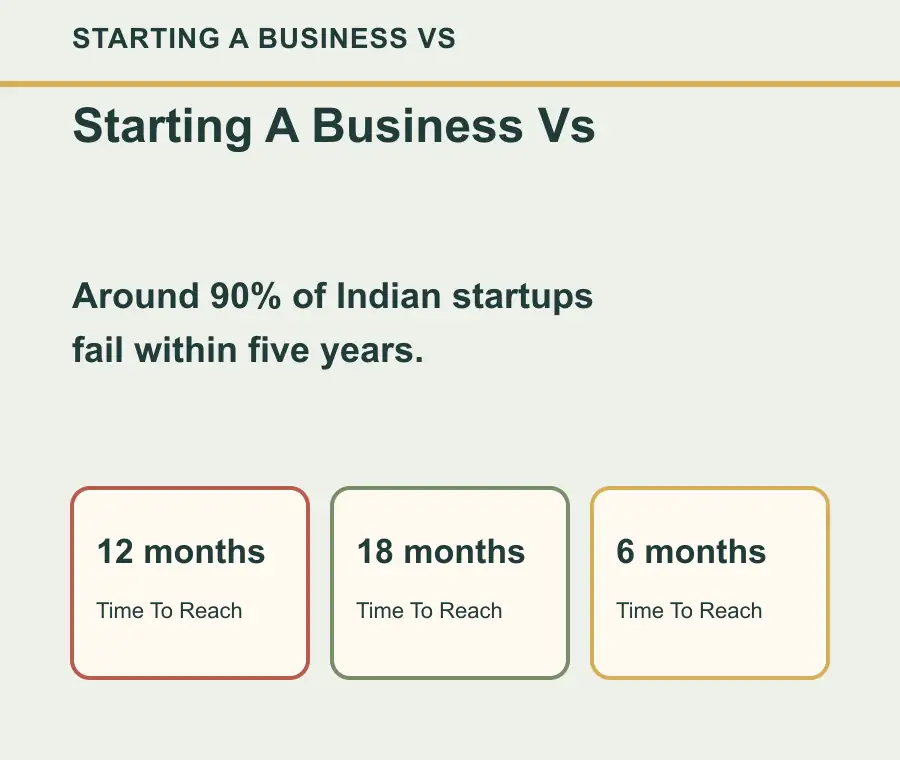 STARTING A BUSINESS VS
Starting A Business Vs
Around 90% of Indian startups
fail within five years.
12 months
Time To Reach
18 months
Time To Reach
6 months
Time To Reach